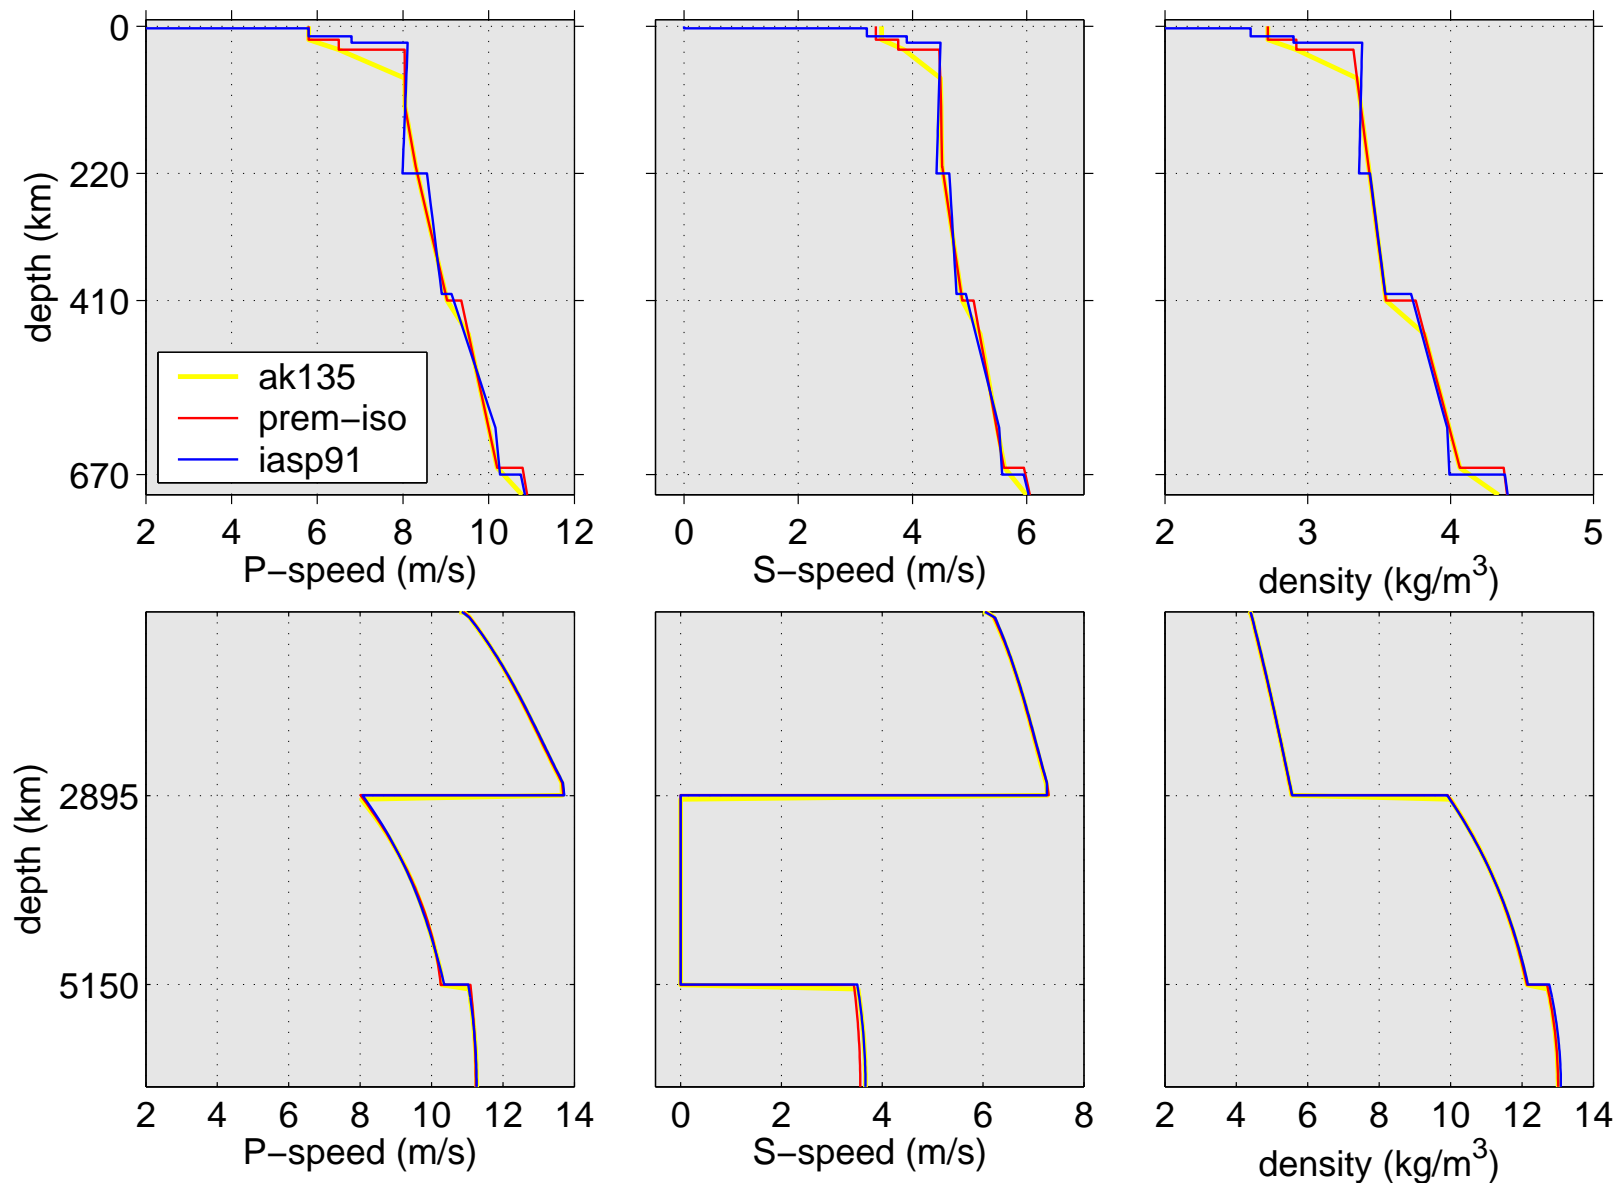 0
220
410
670
depth (km)
ak135
prem−iso
iasp91
2 4 6 8 10 12
P−speed (m/s)
0 2 4 6
S−speed (m/s)
2 3 4 5
density (kg/m³)
2895
5150
depth (km)
2 4 6 8 10 12 14
P−speed (m/s)
0 2 4 6 8
S−speed (m/s)
2 4 6 8 10 12 14
density (kg/m³)